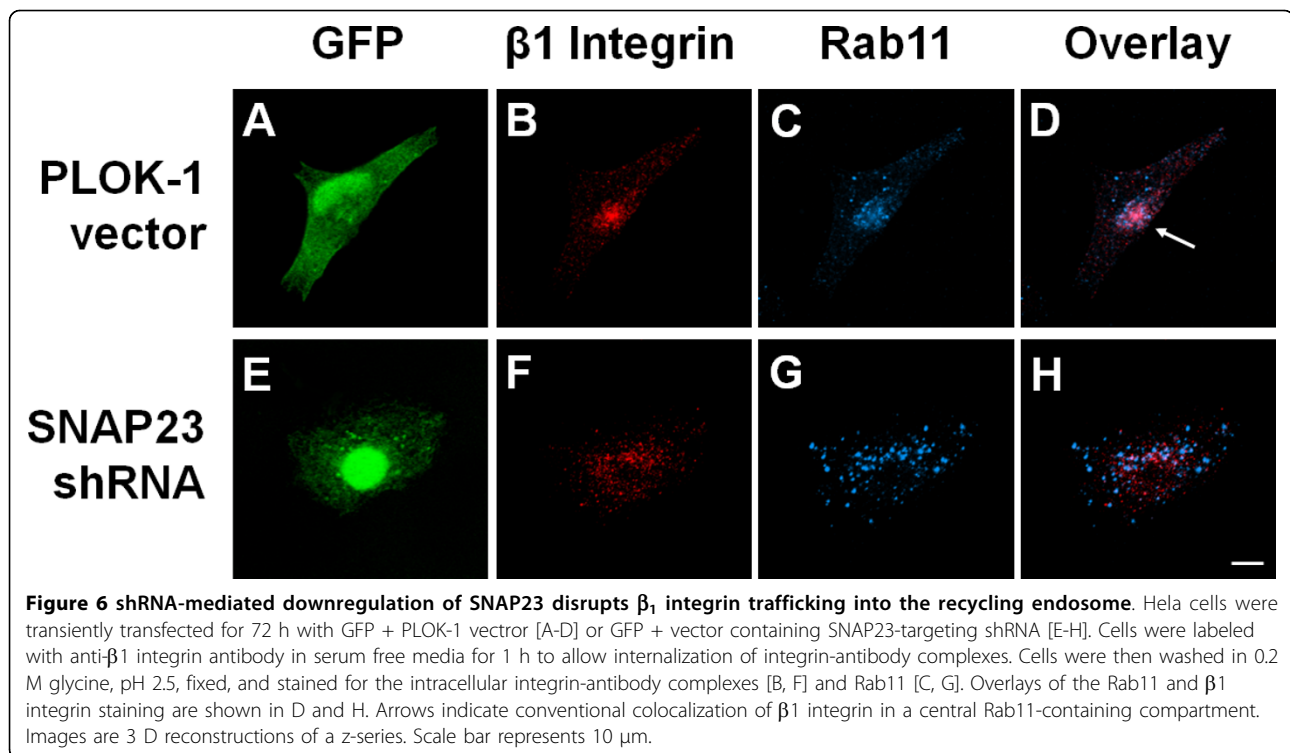 GFP β1 Integrin Rab11 Overlay
PLOK-1 vector
A B C D
SNAP23 shRNA
E F G H
Figure 6 shRNA-mediated downregulation of SNAP23 disrupts β₁ integrin trafficking into the recycling endosome. Hela cells were
transiently transfected for 72 h with GFP + PLOK-1 vectror [A-D] or GFP + vector containing SNAP23-targeting shRNA [E-H]. Cells were labeled
with anti-β1 integrin antibody in serum free media for 1 h to allow internalization of integrin-antibody complexes. Cells were then washed in 0.2
M glycine, pH 2.5, fixed, and stained for the intracellular integrin-antibody complexes [B, F] and Rab11 [C, G]. Overlays of the Rab11 and β1
integrin staining are shown in D and H. Arrows indicate conventional colocalization of β1 integrin in a central Rab11-containing compartment.
Images are 3 D reconstructions of a z-series. Scale bar represents 10 μm.